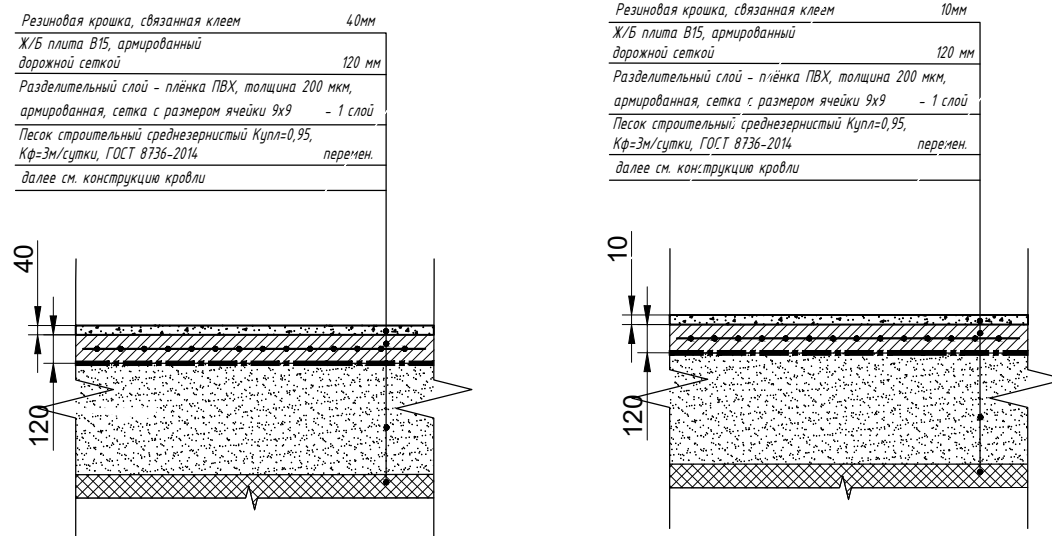 Резиновая крошка, связанная клеем 40мм
Ж/Б плита В15, армированный
дорожной сеткой 120 мм
Разделительный слой - плёнка ПВХ, толщина 200 мкм,
армированная, сетка с размером ячейки 9х9 - 1 слой
Песок строительный среднезернистый Купл=0,95,
Кф=3м/сутки, ГОСТ 8736-2014 перемен.
далее см. конструкцию кровли
40
120
Резиновая крошка, связанная клеем 10мм
Ж/Б плита В15, армированный
дорожной сеткой 120 мм
Разделительный слой - плёнка ПВХ, толщина 200 мкм,
армированная, сетка с размером ячейки 9х9 - 1 слой
Песок строительный среднезернистый Купл=0,95,
Кф=3м/сутки, ГОСТ 8736-2014 перемен.
далее см. конструкцию кровли
10
120